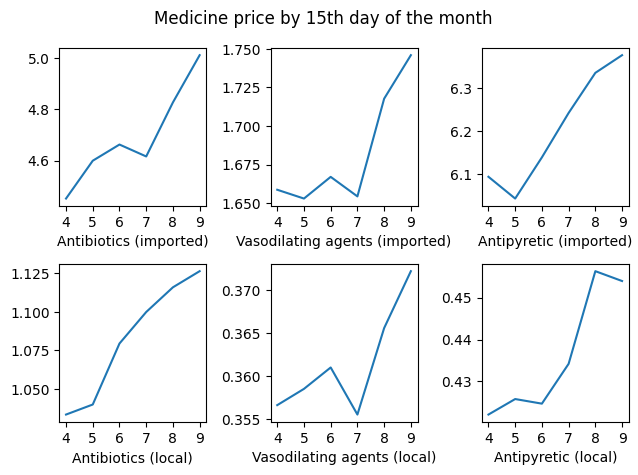 Medicine price by 15th day of the month
5.0
4.8
4.6
4 5 6 7 8 9
Antibiotics (imported)
1.750
1.725
1.700
1.675
1.650
4 5 6 7 8 9
Vasodilating agents (imported)
6.3
6.2
6.1
4 5 6 7 8 9
Antipyretic (imported)
1.125
1.100
1.075
1.050
4 5 6 7 8 9
Antibiotics (local)
0.370
0.365
0.360
0.355
4 5 6 7 8 9
Vasodilating agents (local)
0.45
0.44
0.43
4 5 6 7 8 9
Antipyretic (local)